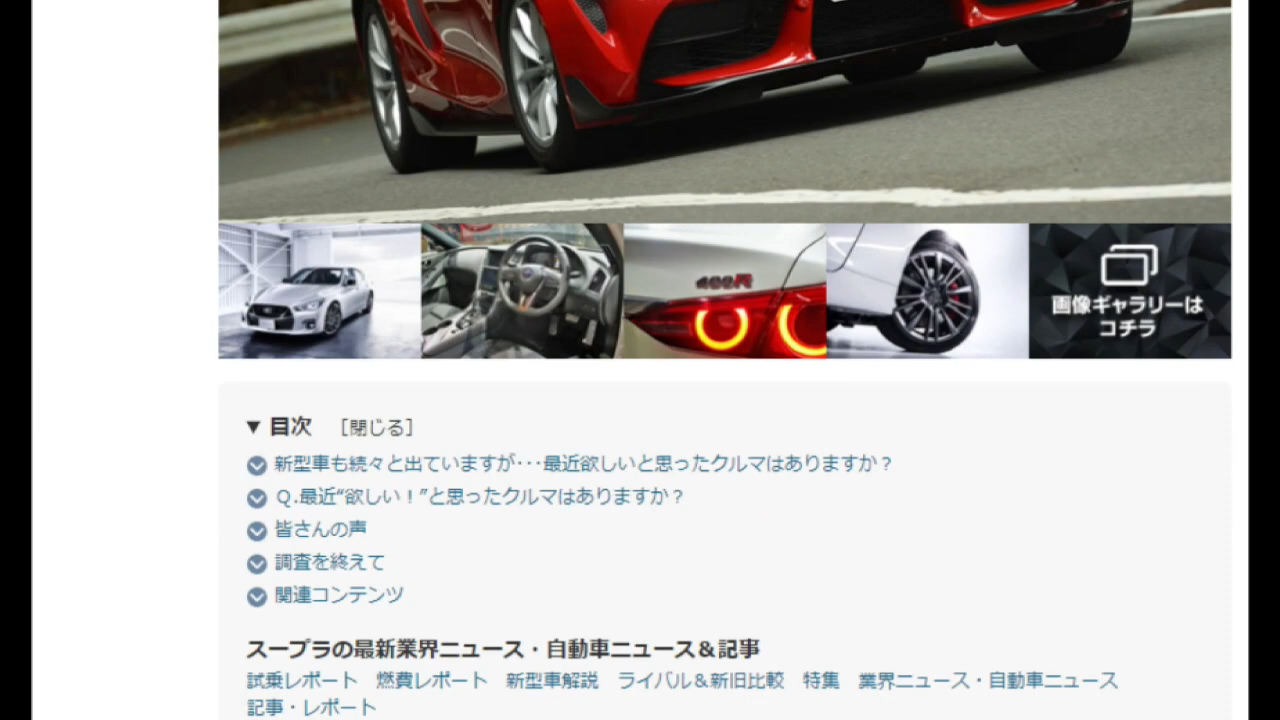 400R
画像ギャラリーは
コチラ
▼ 目次 [閉じる]
新型車も続々と出ていますが･･･最近欲しいと思ったクルマはありますか？
Ｑ.最近“欲しい！”と思ったクルマはありますか？
皆さんの声
調査を終えて
関連コンテンツ
スープラの最新業界ニュース・自動車ニュース＆記事
試乗レポート 燃費レポート 新型車解説 ライバル＆新旧比較 特集 業界ニュース・自動車ニュース
記事・レポート